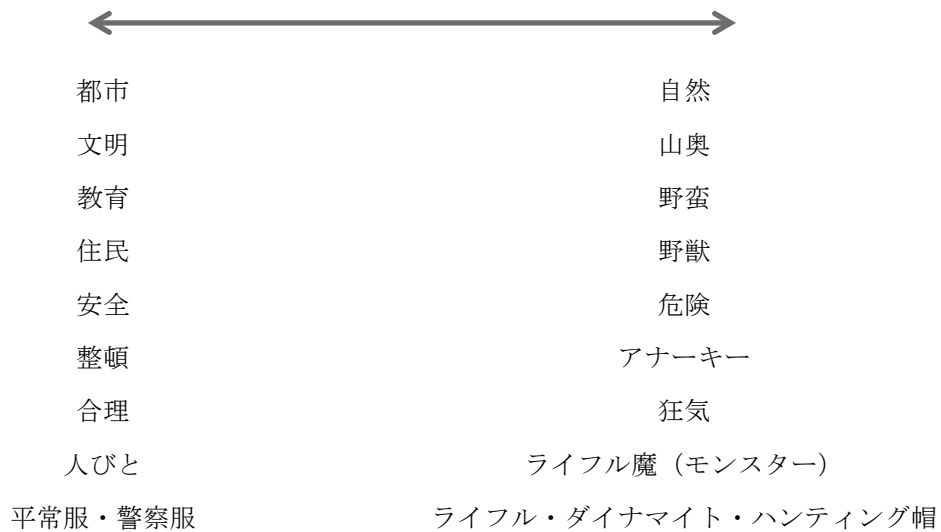 都市 自然
文明 山奥
教育 野蛮
住民 野獣
安全 危険
整頓 アナーキー
合理 狂気
人びと ライフル魔（モンスター）
平常服・警察服 ライフル・ダイナマイト・ハンティング帽